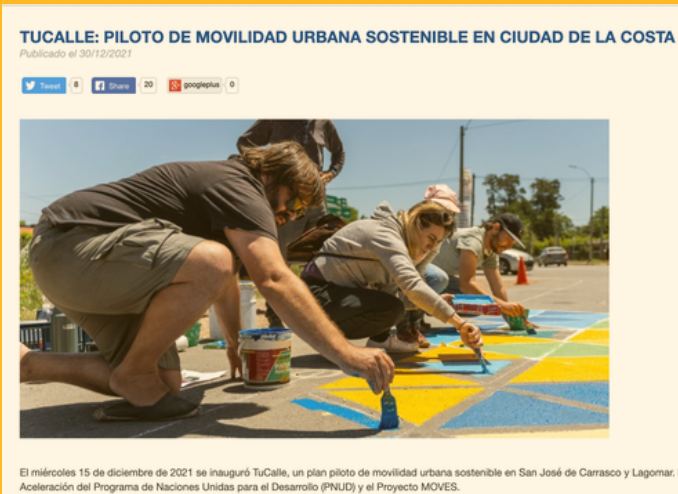 TUCALLE: PILOTO DE MOVILIDAD URBANA SOSTENIBLE EN CIUDAD DE LA COSTA
Publicado el 30/12/2021
Tweet 8 Share 20 googleplus 0
El miércoles 15 de diciembre de 2021 se inauguró TuCalle, un plan piloto de movilidad urbana sostenible en San José de Carrasco y Lagomar.
Aceleración del Programa de Naciones Unidas para el Desarrollo (PNUD) y el Proyecto MOVES.